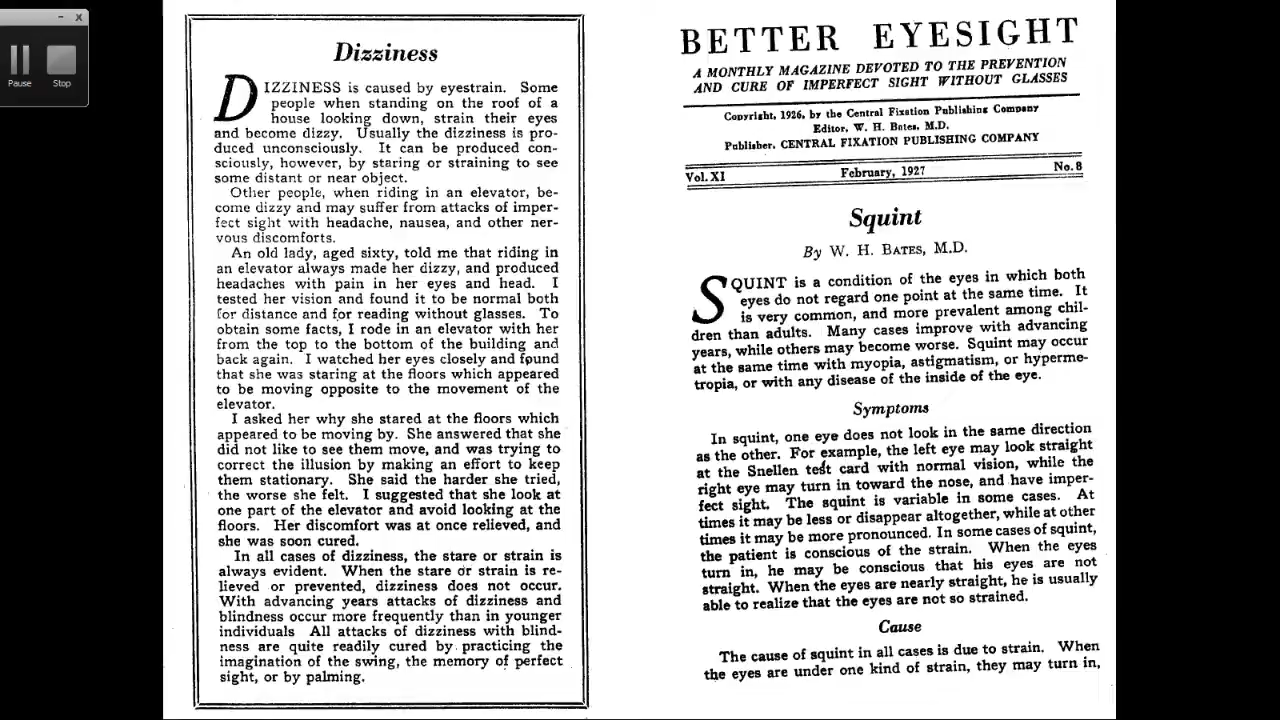 Pause
Stop
Dizziness
DIZZINESS is caused by eyestrain. Some
people when standing on the roof of a
house looking down, strain their eyes
and become dizzy. Usually the dizziness is pro-
duced unconsciously. It can be produced con-
sciously, however, by staring or straining to see
some distant or near object.
Other people, when riding in an elevator, be-
come dizzy and may suffer from attacks of imper-
fect sight with headache, nausea, and other ner-
vous discomforts.
An old lady, aged sixty, told me that riding in
an elevator always made her dizzy, and produced
headaches with pain in her eyes and head. I
tested her vision and found it to be normal both
for distance and for reading without glasses. To
obtain some facts, I rode in an elevator with her
from the top to the bottom of the building and
back again. I watched her eyes closely and found
that she was staring at the floors which appeared
to be moving opposite to the movement of the
elevator.
I asked her why she stared at the floors which
appeared to be moving by. She answered that she
did not like to see them move, and was trying to
correct the illusion by making an effort to keep
them stationary. She said the harder she tried,
the worse she felt. I suggested that she look at
one part of the elevator and avoid looking at the
floors. Her discomfort was at once relieved, and
she was soon cured.
In all cases of dizziness, the stare or strain is
always evident. When the stare or strain is re-
lieved or prevented, dizziness does not occur.
With advancing years attacks of dizziness and
blindness occur more frequently than in younger
individuals All attacks of dizziness with blind-
ness are quite readily cured by practicing the
imagination of the swing, the memory of perfect
sight, or by palming.
BETTER EYESIGHT
A MONTHLY MAGAZINE DEVOTED TO THE PREVENTION
AND CURE OF IMPERFECT SIGHT WITHOUT GLASSES
Copyright, 1926, by the Central Fixation Publishing Company
Editor, W. H. Bates, M.D.
Publisher, CENTRAL FIXATION PUBLISHING COMPANY
Vol. XI February, 1927 No. 8
Squint
By W. H. BATES, M.D.
SQUINT is a condition of the eyes in which both
eyes do not regard one point at the same time. It
is very common, and more prevalent among chil-
dren than adults. Many cases improve with advancing
years, while others may become worse. Squint may occur
at the same time with myopia, astigmatism, or hyperme-
tropia, or with any disease of the inside of the eye.
Symptoms
In squint, one eye does not look in the same direction
as the other. For example, the left eye may look straight
at the Snellen test card with normal vision, while the
right eye may turn in toward the nose, and have imper-
fect sight. The squint is variable in some cases. At
times it may be less or disappear altogether, while at other
times it may be more pronounced. In some cases of squint,
the patient is conscious of the strain. When the eyes
turn in, he may be conscious that his eyes are not
straight. When the eyes are nearly straight, he is usually
able to realize that the eyes are not so strained.
Cause
The cause of squint in all cases is due to strain. When
the eyes are under one kind of strain, they may turn in,